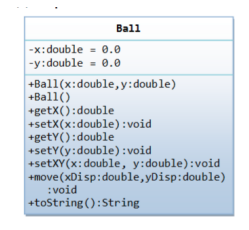 Ball
-x:double = 0.0
-y:double = 0.0
+Ball(x:double,y:double)
+Ball()
+getX():double
+setX(x:double):void
+getY():double
+setY(y:double):void
+setXY(x:double, y:double):void
+move(xDisp:double,yDisp:double)
:void
+toString():String